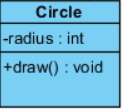 Circle
-radius : int
+draw() : void